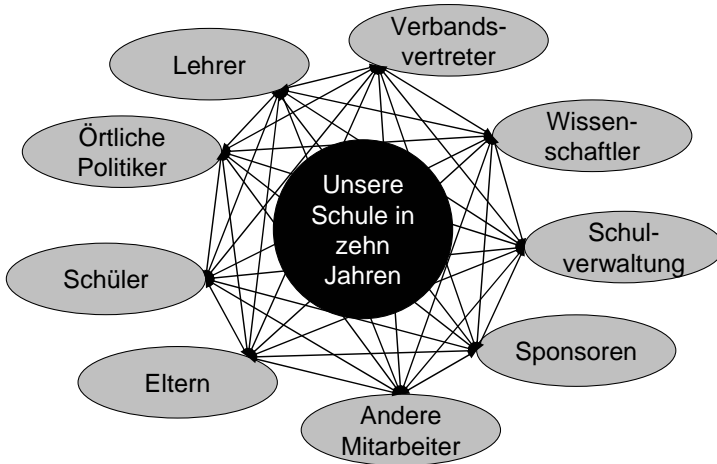 Verbands-
vertreter
Lehrer
Örtliche
Politiker
Wissen-
schaftler
Unsere
Schule in
zehn
Jahren
Schul-
verwaltung
Schüler
Sponsoren
Eltern
Andere
Mitarbeiter